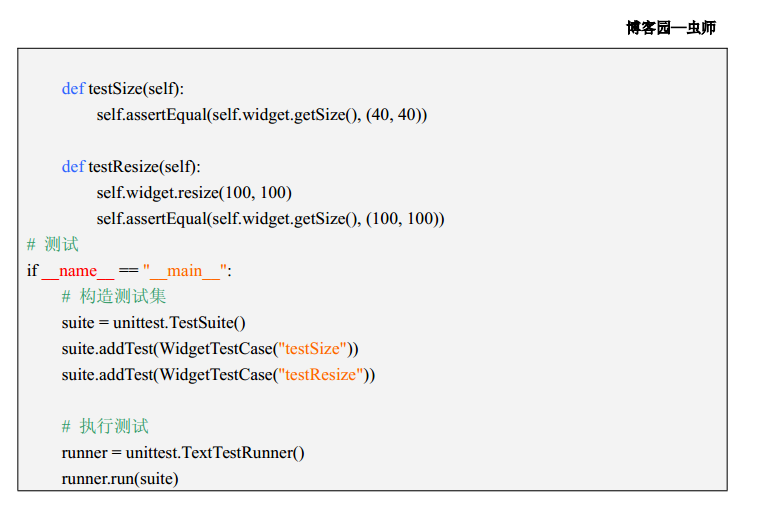 博客园—虫师
def testSize(self):
self.assertEqual(self.widget.getSize(), (40, 40))
def testResize(self):
self.widget.resize(100, 100)
self.assertEqual(self.widget.getSize(), (100, 100))
# 测试
if __name__ == "__main__":
# 构造测试集
suite = unittest.TestSuite()
suite.addTest(WidgetTestCase("testSize"))
suite.addTest(WidgetTestCase("testResize"))
# 执行测试
runner = unittest.TextTestRunner()
runner.run(suite)